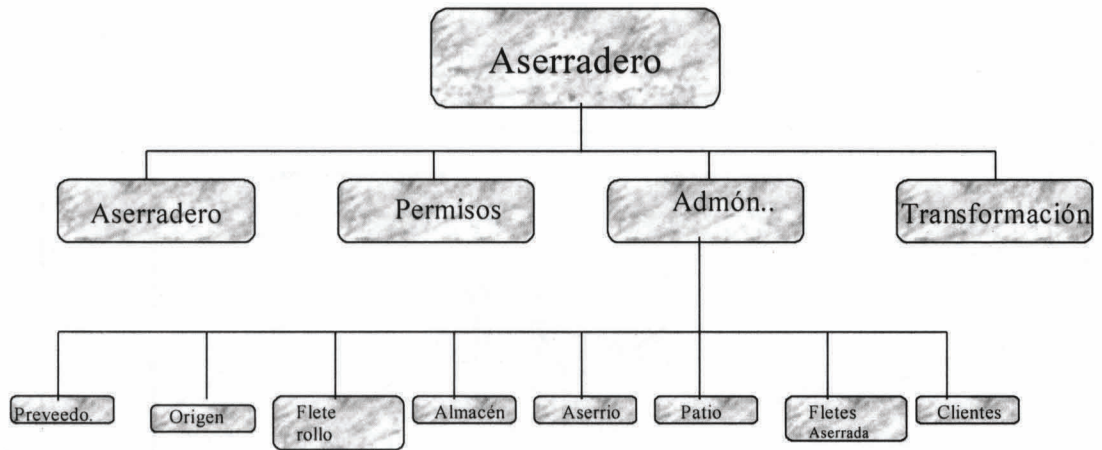 Aserradero
Aserradero
Permisos
Admón..
Transformación
Preveedo.
Origen
Flete
rollo
Almacén
Aserrio
Patio
Fletes
Aserrada
Clientes